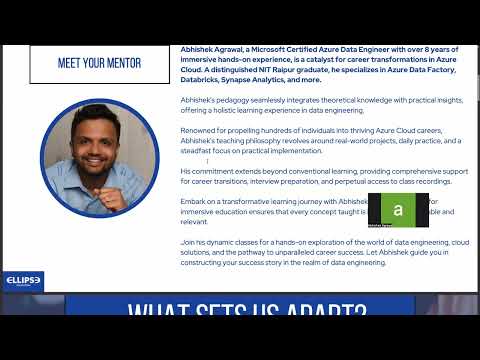 MEET YOUR MENTOR
Abhishek Agrawal, a Microsoft Certified Azure Data Engineer with over 8 years of
immersive hands-on experience, is a catalyst for career transformations in Azure
Cloud. A distinguished NIT Raipur graduate, he specializes in Azure Data Factory,
Databricks, Synapse Analytics, and more.
Abhishek's pedagogy seamlessly integrates theoretical knowledge with practical insights,
offering a holistic learning experience in data engineering.
Renowned for propelling hundreds of individuals into thriving Azure Cloud careers,
Abhishek's teaching philosophy revolves around real-world projects, daily practice, and a
steadfast focus on practical implementation.
His commitment extends beyond conventional learning, providing comprehensive support
for career transitions, interview preparation, and perpetual access to class recordings.
Embark on a transformative learning journey with Abhishek for
immersive education ensures that every concept taught is and
relevant.
a
Abhishek Agrawal
Join his dynamic classes for a hands-on exploration of the world of data engineering, cloud
solutions, and the pathway to unparalleled career success. Let Abhishek guide you in
constructing your success story in the realm of data engineering.
ELLIPSE
WHAT SETS US APART?